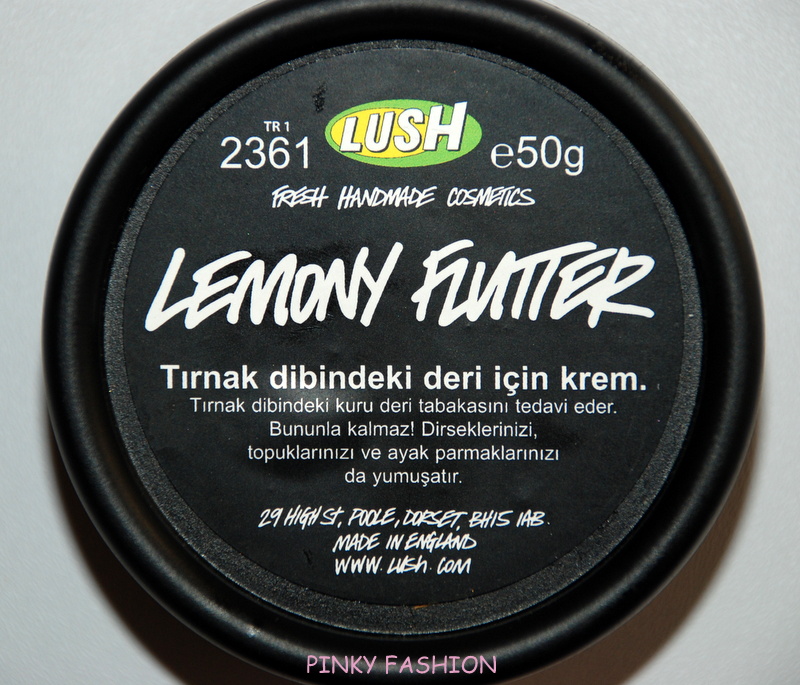 TR 1
2361 LUSH e50g
FRESH HANDMADE COSMETICS
LEMONY FLUTTER
Tırnak dibindeki deri için krem.
Tırnak dibindeki kuru deri tabakasını tedavi eder.
Bununla kalmaz! Dirseklerinizi,
topuklarınızı ve ayak parmaklarınızı
da yumuşatır.
29 HIGH St, POOLE, DORSET, BH15 1AB.
MADE IN ENGLAND
WWW.LUSH.COM
PINKY FASHION